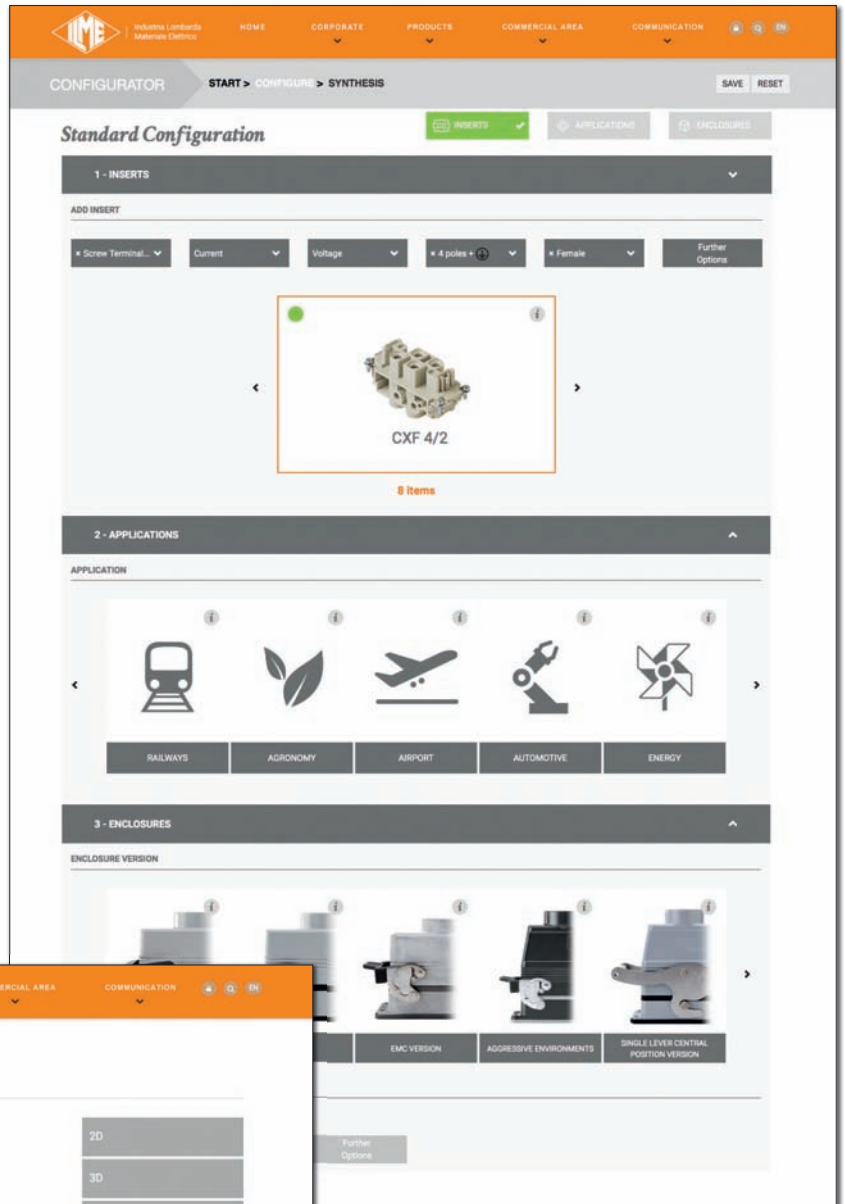 ILME
Industria Lombarda
Materiale Elettrico
HOME
CORPORATE
PRODUCTS
COMMERCIAL AREA
COMMUNICATION
EN
CONFIGURATOR
START > CONFIGURE > SYNTHESIS
SAVE
RESET
Standard Configuration
INSERTS
APPLICATIONS
ENCLOSURES
1 - INSERTS
ADD INSERT
× Screw Terminal...
Current
Voltage
× 4 poles +
× Female
Further
Options
i
CXF 4/2
8 items
2 - APPLICATIONS
APPLICATION
i
i
i
i
i
RAILWAYS
AGRONOMY
AIRPORT
AUTOMOTIVE
ENERGY
3 - ENCLOSURES
ENCLOSURE VERSION
i
i
i
i
i
EMC VERSION
AGGRESSIVE ENVIRONMENTS
SINGLE LEVER CENTRAL
POSITION VERSION
Further
Options
ERCIAL AREA
COMMUNICATION
EN
2D
3D